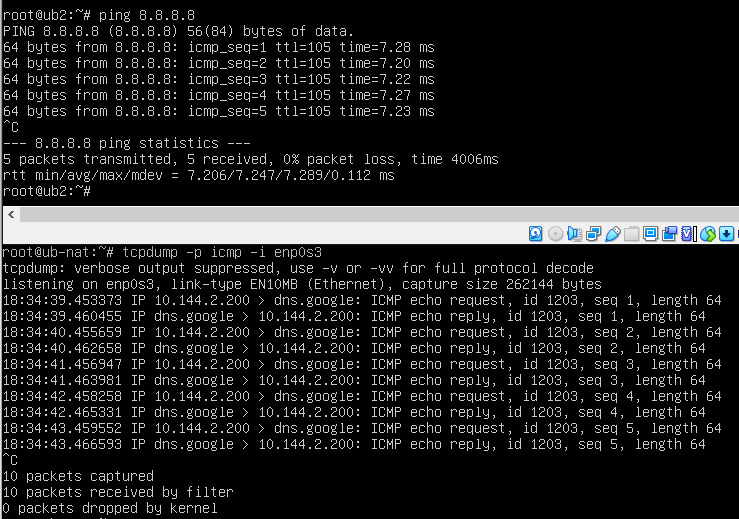 root@ub2:~# ping 8.8.8.8
PING 8.8.8.8 (8.8.8.8) 56(84) bytes of data.
64 bytes from 8.8.8.8: icmp_seq=1 ttl=105 time=7.28 ms
64 bytes from 8.8.8.8: icmp_seq=2 ttl=105 time=7.20 ms
64 bytes from 8.8.8.8: icmp_seq=3 ttl=105 time=7.22 ms
64 bytes from 8.8.8.8: icmp_seq=4 ttl=105 time=7.27 ms
64 bytes from 8.8.8.8: icmp_seq=5 ttl=105 time=7.23 ms
^C
--- 8.8.8.8 ping statistics ---
5 packets transmitted, 5 received, 0% packet loss, time 4006ms
rtt min/avg/max/mdev = 7.206/7.247/7.289/0.112 ms
root@ub2:~#
root@ub-nat:~# tcpdump -p icmp -i enp0s3
tcpdump: verbose output suppressed, use -v or -vv for full protocol decode
listening on enp0s3, link-type EN10MB (Ethernet), capture size 262144 bytes
18:34:39.453373 IP 10.144.2.200 > dns.google: ICMP echo request, id 1203, seq 1, length 64
18:34:39.460455 IP dns.google > 10.144.2.200: ICMP echo reply, id 1203, seq 1, length 64
18:34:40.455659 IP 10.144.2.200 > dns.google: ICMP echo request, id 1203, seq 2, length 64
18:34:40.462658 IP dns.google > 10.144.2.200: ICMP echo reply, id 1203, seq 2, length 64
18:34:41.456947 IP 10.144.2.200 > dns.google: ICMP echo request, id 1203, seq 3, length 64
18:34:41.463981 IP dns.google > 10.144.2.200: ICMP echo reply, id 1203, seq 3, length 64
18:34:42.458258 IP 10.144.2.200 > dns.google: ICMP echo request, id 1203, seq 4, length 64
18:34:42.465331 IP dns.google > 10.144.2.200: ICMP echo reply, id 1203, seq 4, length 64
18:34:43.459552 IP 10.144.2.200 > dns.google: ICMP echo request, id 1203, seq 5, length 64
18:34:43.466593 IP dns.google > 10.144.2.200: ICMP echo reply, id 1203, seq 5, length 64
^C
10 packets captured
10 packets received by filter
0 packets dropped by kernel